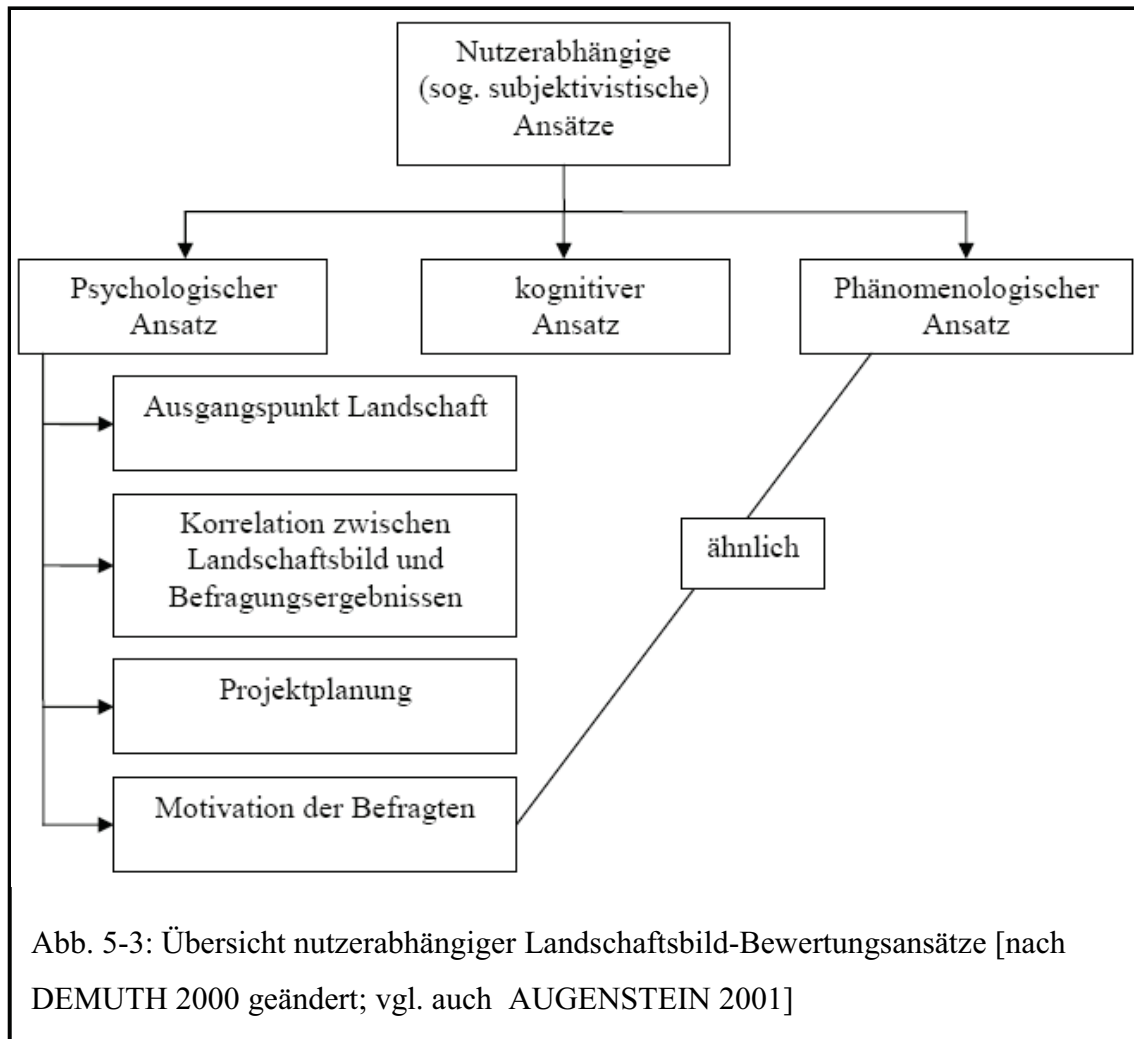 Nutzerabhängige
(sog. subjektivistische)
Ansätze
Psychologischer
Ansatz
kognitiver
Ansatz
Phänomenologischer
Ansatz
Ausgangspunkt Landschaft
Korrelation zwischen
Landschaftsbild und
Befragungsergebnissen
ähnlich
Projektplanung
Motivation der Befragten
Abb. 5-3: Übersicht nutzerabhängiger Landschaftsbild-Bewertungsansätze [nach
DEMUTH 2000 geändert; vgl. auch AUGENSTEIN 2001]